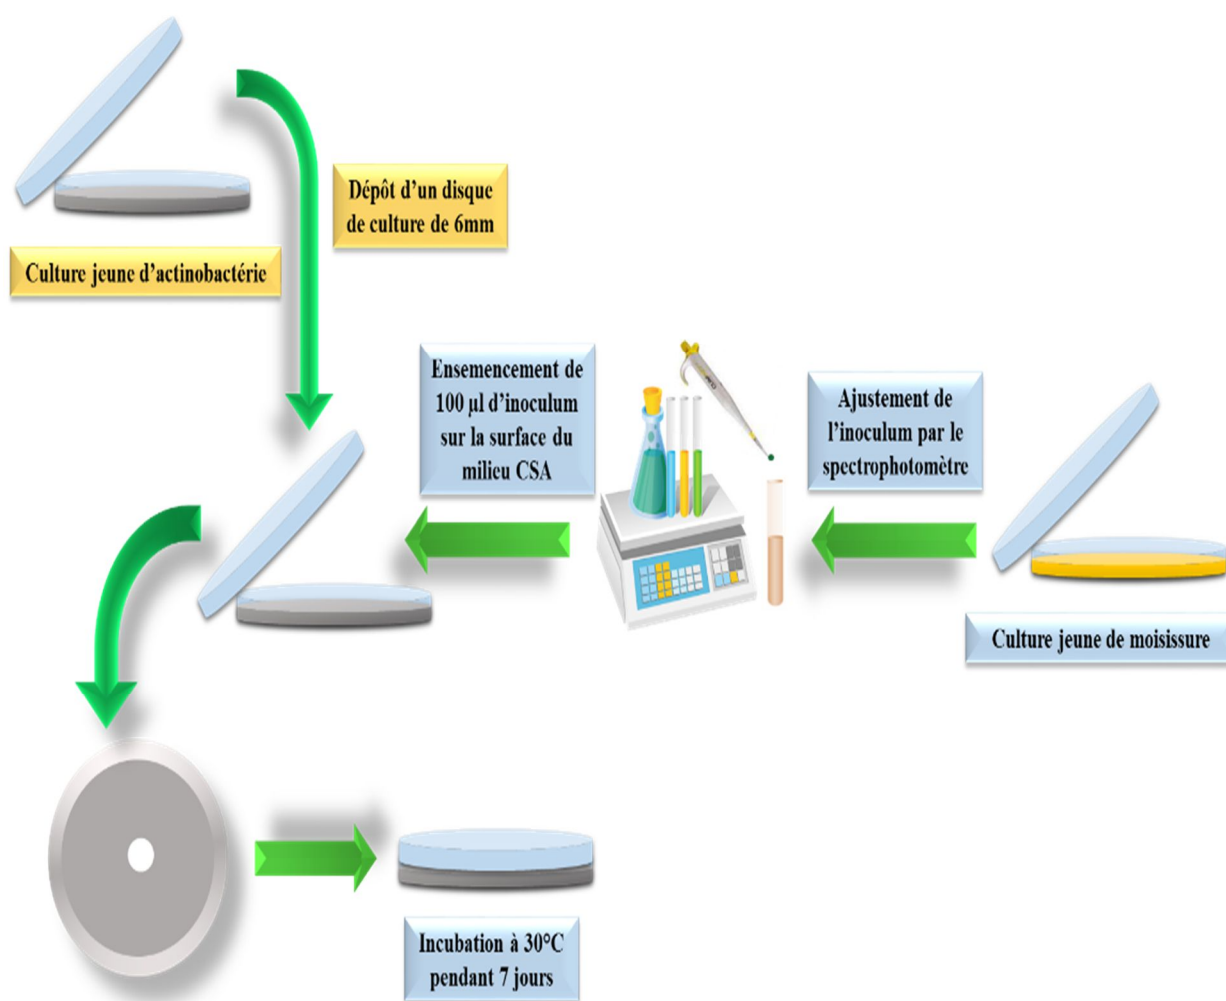 Dépôt d’un disque
de culture de 6mm
Culture jeune d’actinobactérie
Ensemencement de
100 µl d’inoculum
sur la surface du
milieu CSA
Ajustement de
l’inoculum par le
spectrophotomètre
Culture jeune de moisissure
Incubation à 30°C
pendant 7 jours